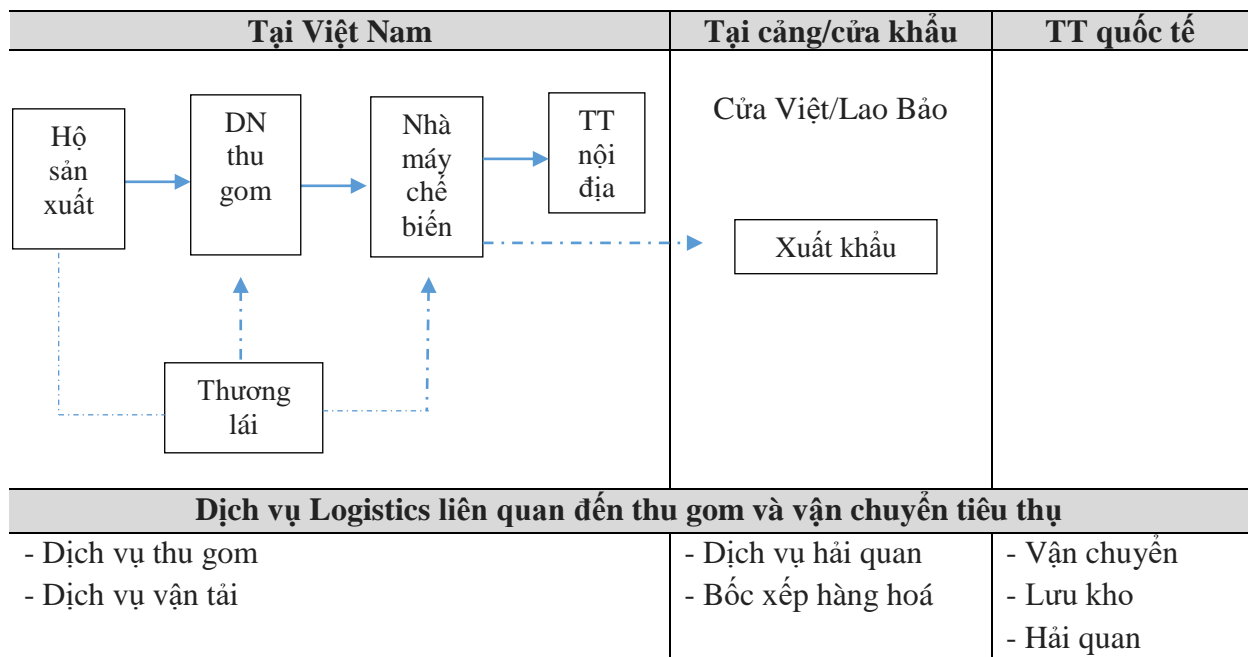 Tại Việt Nam
Tại cảng/cửa khẩu
TT quốc tế
Hộ
sản
xuất
DN
thu
gom
Nhà
máy
chế
biến
TT
nội
địa
Cửa Việt/Lao Bảo
Xuất khẩu
Thương
lái
Dịch vụ Logistics liên quan đến thu gom và vận chuyển tiêu thụ
- Dịch vụ thu gom
- Dịch vụ vận tải
- Dịch vụ hải quan
- Bốc xếp hàng hoá
- Vận chuyển
- Lưu kho
- Hải quan